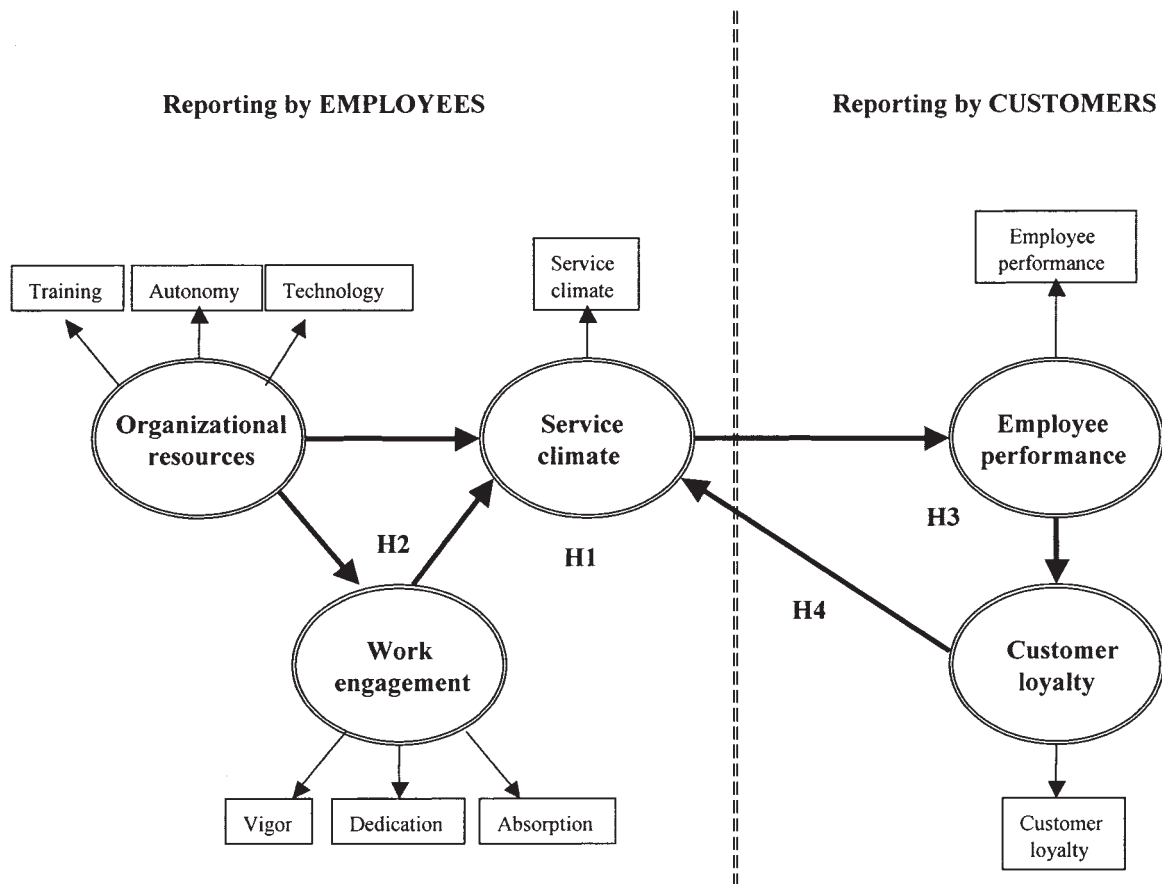 Reporting by EMPLOYEES
Reporting by CUSTOMERS
Employee
performance
Service
climate
Training
Autonomy
Technology
Organizational
resources
Service
climate
Employee
performance
H3
H2
H1
H4
Work
engagement
Customer
loyalty
Vigor
Dedication
Absorption
Customer
loyalty